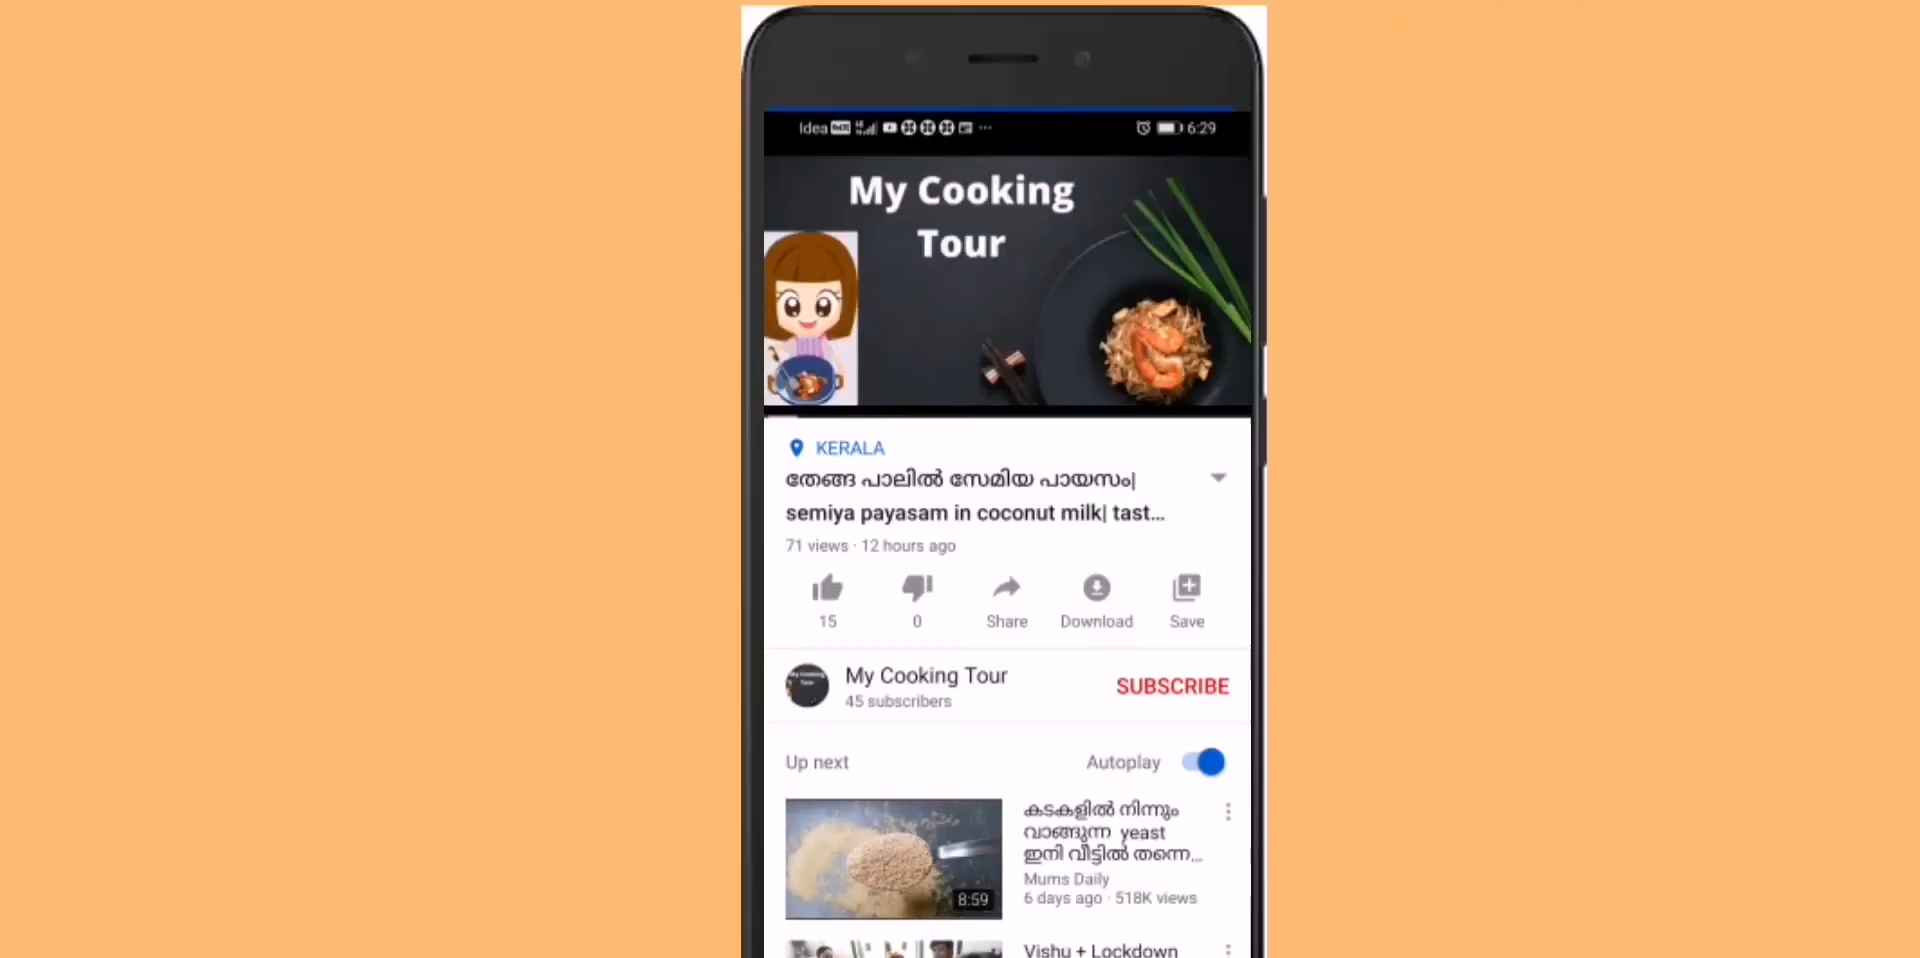 Idea 6:29
My Cooking
Tour
KERALA
തേങ്ങ പാലിൽ സേമിയ പായസം|
semiya payasam in coconut milk| tast...
71 views · 12 hours ago
15 0 Share Download Save
My Cooking Tour
45 subscribers
SUBSCRIBE
Up next Autoplay
8:59
കടകളിൽ നിന്നും
വാങ്ങുന്ന yeast
ഇനി വീട്ടിൽ തന്നെ...
Mums Daily
6 days ago · 518K views
Vishu + Lockdown